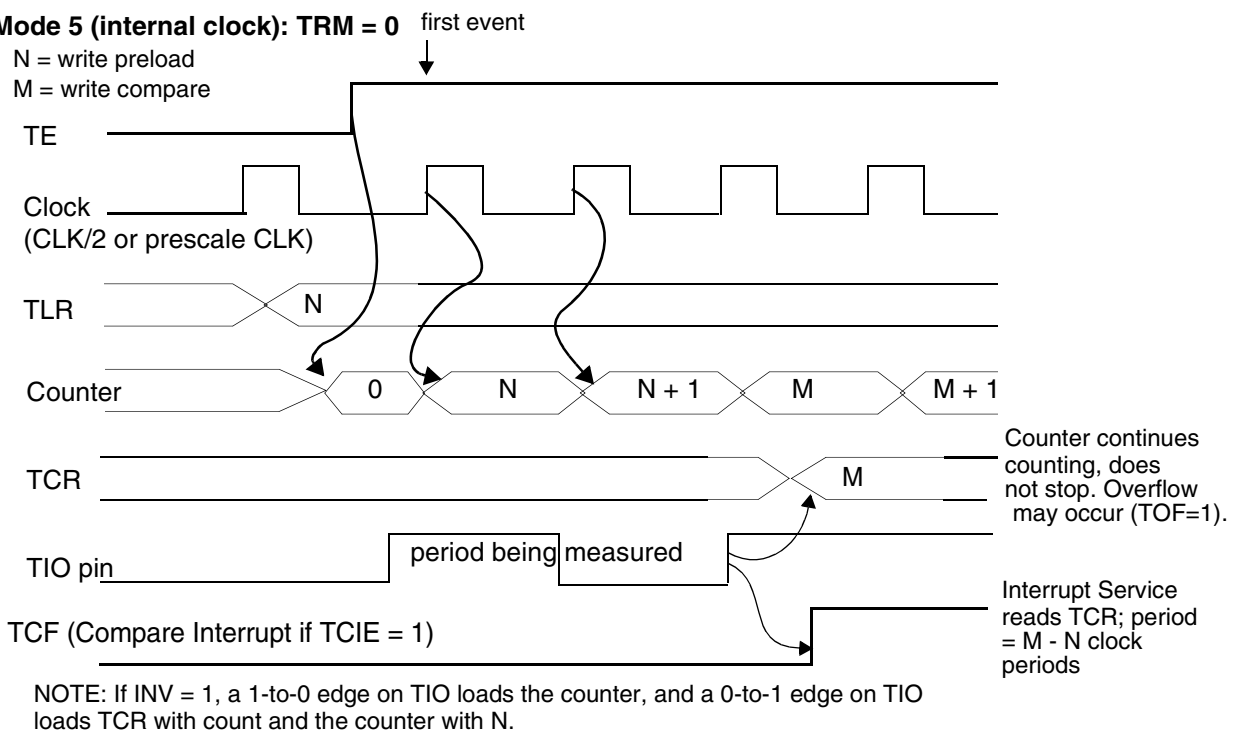 Mode 5 (internal clock): TRM = 0
first event
N = write preload
M = write compare
TE
Clock
(CLK/2 or prescale CLK)
TLR
N
Counter
0
N
N + 1
M
M + 1
TCR
M
Counter continues
counting, does
not stop. Overflow
may occur (TOF=1).
TIO pin
period being measured
TCF (Compare Interrupt if TCIE = 1)
Interrupt Service
reads TCR; period
= M - N clock
periods
NOTE: If INV = 1, a 1-to-0 edge on TIO loads the counter, and a 0-to-1 edge on TIO
loads TCR with count and the counter with N.